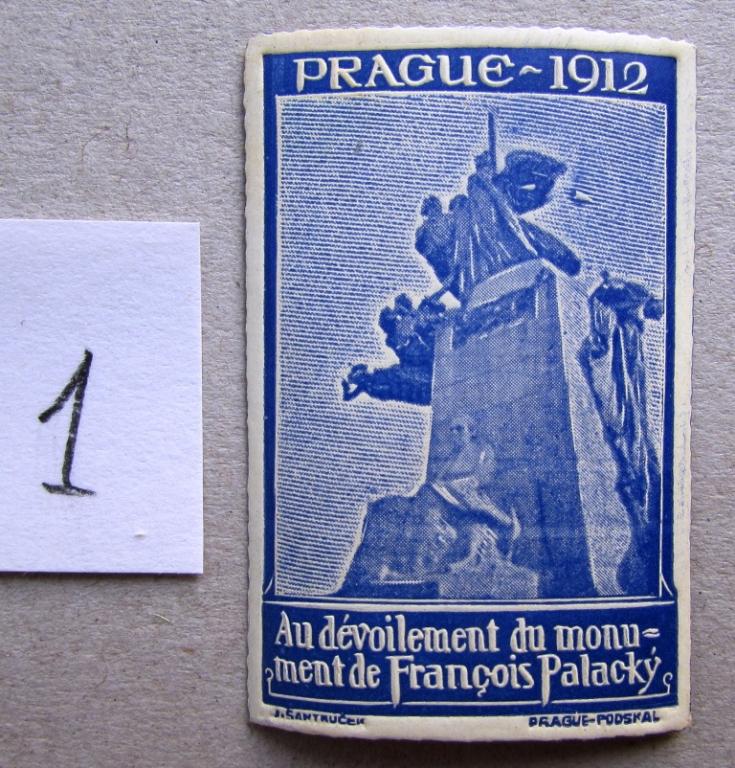 1
PRAGUE~1912
Au dévoilement du monu=
ment de François Palacký
J. ŠANTRUČEK
PRAGUE-PODSKAL